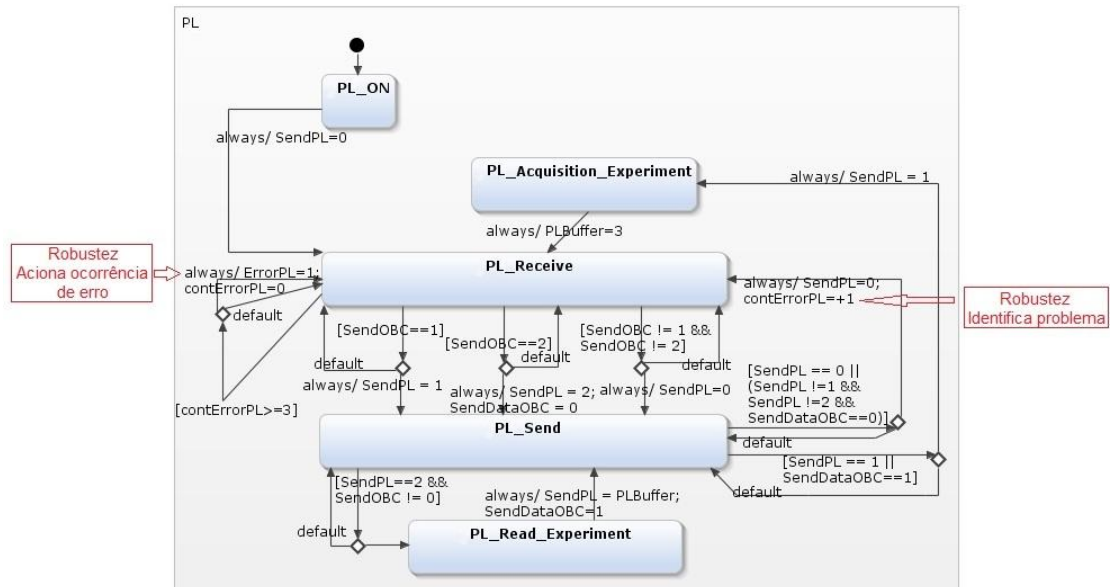 PL
PL_ON
always/ SendPL=0
PL_Acquisition_Experiment
always/ SendPL = 1
always/ PLBuffer=3
Robustez
Aciona ocorrência
de erro
always/ ErrorPL=1;
contErrorPL=0
default
PL_Receive
always/ SendPL=0;
contErrorPL=+1
Robustez
Identifica problema
[SendOBC==1]
[SendOBC==2]
[SendOBC != 1 &&
SendOBC != 2]
default
default
default
[contErrorPL>=3]
always/ SendPL = 1
always/ SendPL = 2;
SendDataOBC = 0
always/ SendPL=0
[SendPL == 0 ||
(SendPL !=1 &&
SendPL !=2 &&
SendDataOBC==0)]
default
PL_Send
[SendPL == 1 ||
SendDataOBC==1]
default
[SendPL==2 &&
SendOBC != 0]
default
always/ SendPL = PLBuffer;
SendDataOBC=1
PL_Read_Experiment